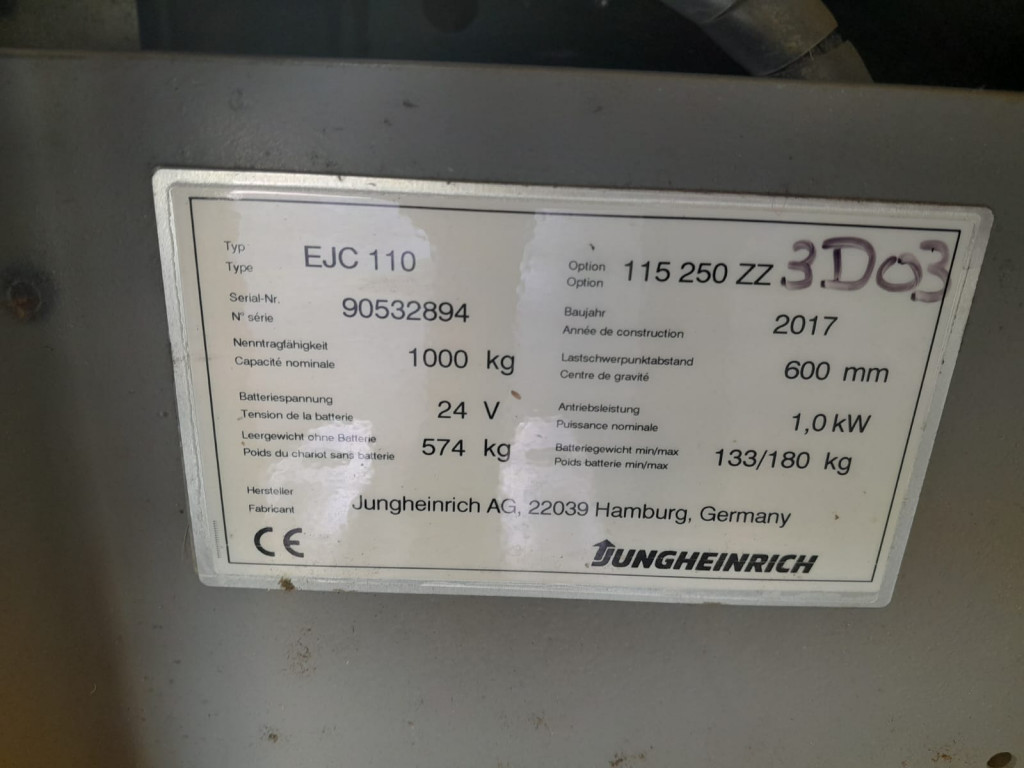 Typ
Type
EJC 110
Option
Option
115 250 ZZ 3D03
Serial-Nr.
N° série
90532894
Baujahr
Année de construction
2017
Nenntragfähigkeit
Capacité nominale
1000 kg
Lastschwerpunktabstand
Centre de gravité
600 mm
Batteriespannung
Tension de la batterie
24 V
Antriebsleistung
Puissance nominale
1,0 kW
Leergewicht ohne Batterie
Poids du chariot sans batterie
574 kg
Batteriegewicht min/max
Poids batterie min/max
133/180 kg
Hersteller
Fabricant
Jungheinrich AG, 22039 Hamburg, Germany
CE
JUNGHEINRICH